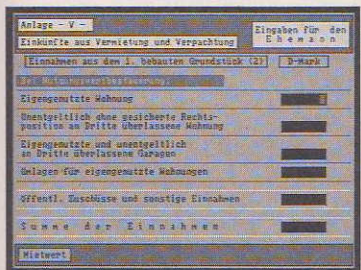 Anlage - V -
Einkünfte aus Vermietung und Verpachtung
Eingaben für den
Ehemann
Einnahmen aus dem 1. bebauten Grundstück (2)
D-Mark
Bei Nutzungswertbesteuerung:
Eigengenutzte Wohnung
Unentgeltlich ohne gesicherte Rechts-
position an Dritte überlassene Wohnung
Eigengenutzte und unentgeltlich
an Dritte überlassene Garagen
Umlagen für eigengenutzte Wohnungen
öffentl. Zuschüsse und sonstige Einnahmen
Summe der Einnahmen
Mietwert